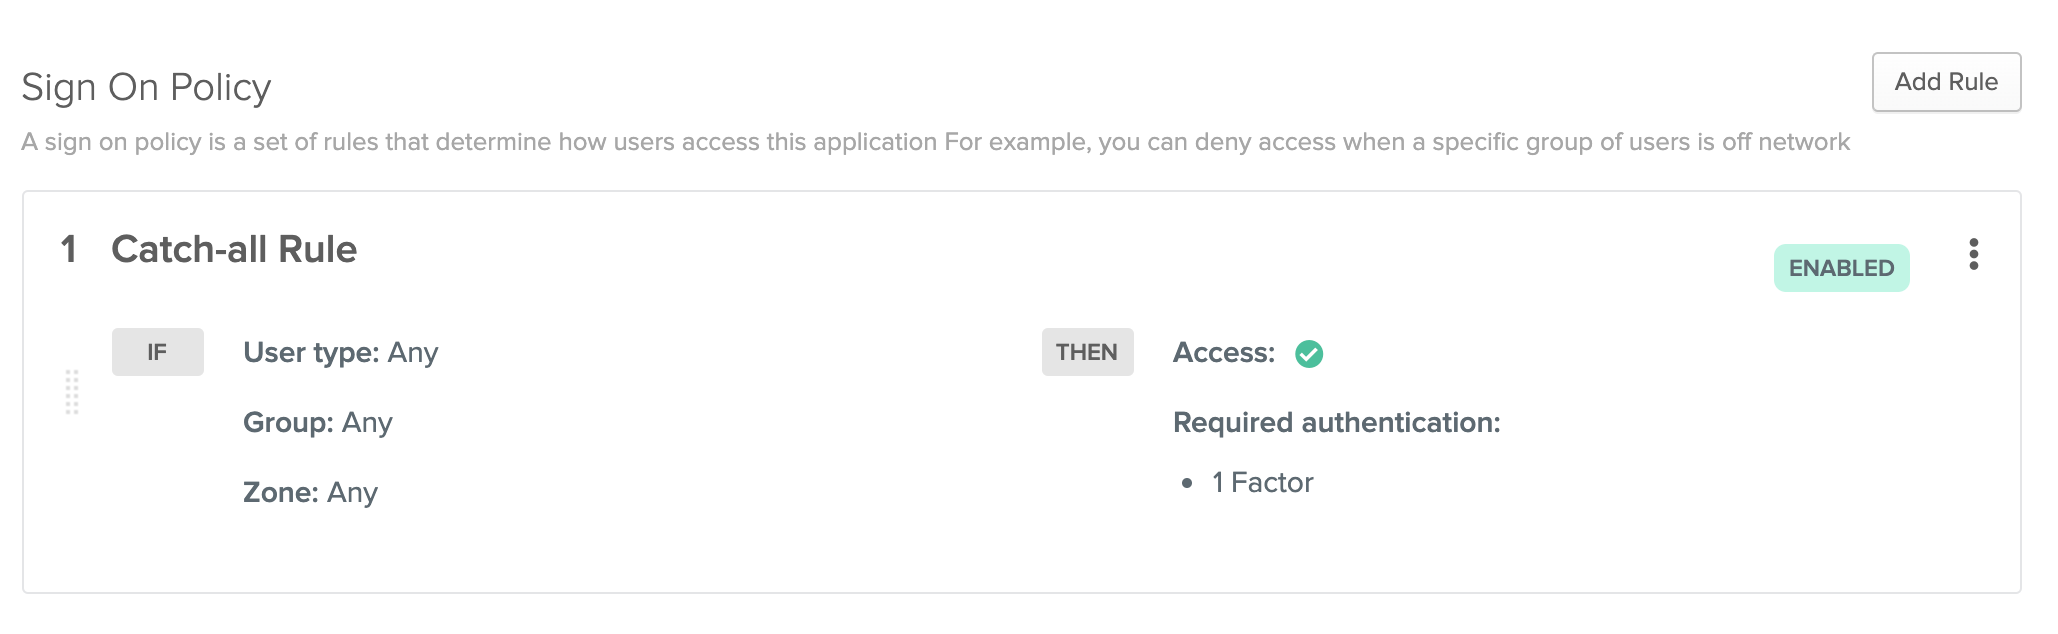 Sign On Policy
Add Rule
A sign on policy is a set of rules that determine how users access this application For example, you can deny access when a specific group of users is off network
1 Catch-all Rule
ENABLED
IF User type: Any
Group: Any
Zone: Any
THEN Access:
Required authentication:
• 1 Factor